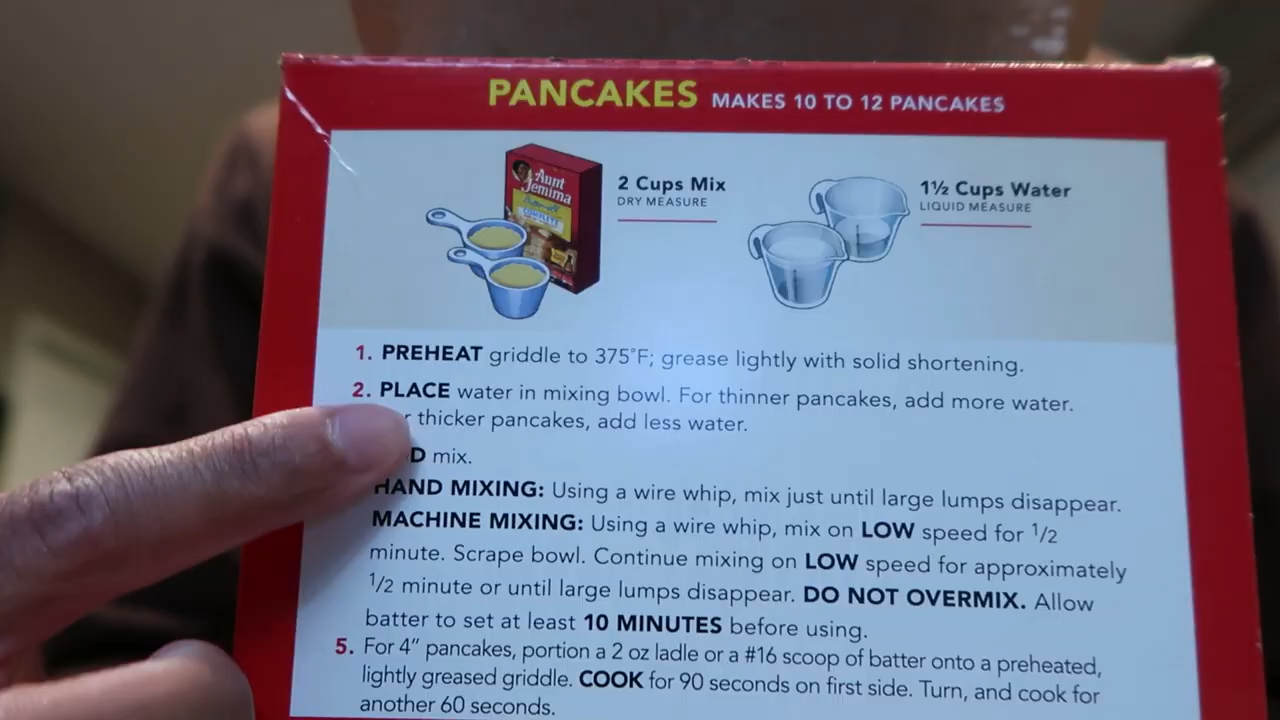 PANCAKES MAKES 10 TO 12 PANCAKES
Aunt
Jemima
2 Cups Mix
DRY MEASURE
1½ Cups Water
LIQUID MEASURE
1. PREHEAT griddle to 375°F; grease lightly with solid shortening.
2. PLACE water in mixing bowl. For thinner pancakes, add more water.
r thicker pancakes, add less water.
D mix.
HAND MIXING: Using a wire whip, mix just until large lumps disappear.
MACHINE MIXING: Using a wire whip, mix on LOW speed for 1/2
minute. Scrape bowl. Continue mixing on LOW speed for approximately
1/2 minute or until large lumps disappear. DO NOT OVERMIX. Allow
batter to set at least 10 MINUTES before using.
5. For 4" pancakes, portion a 2 oz ladle or a #16 scoop of batter onto a preheated,
lightly greased griddle. COOK for 90 seconds on first side. Turn, and cook for
another 60 seconds.